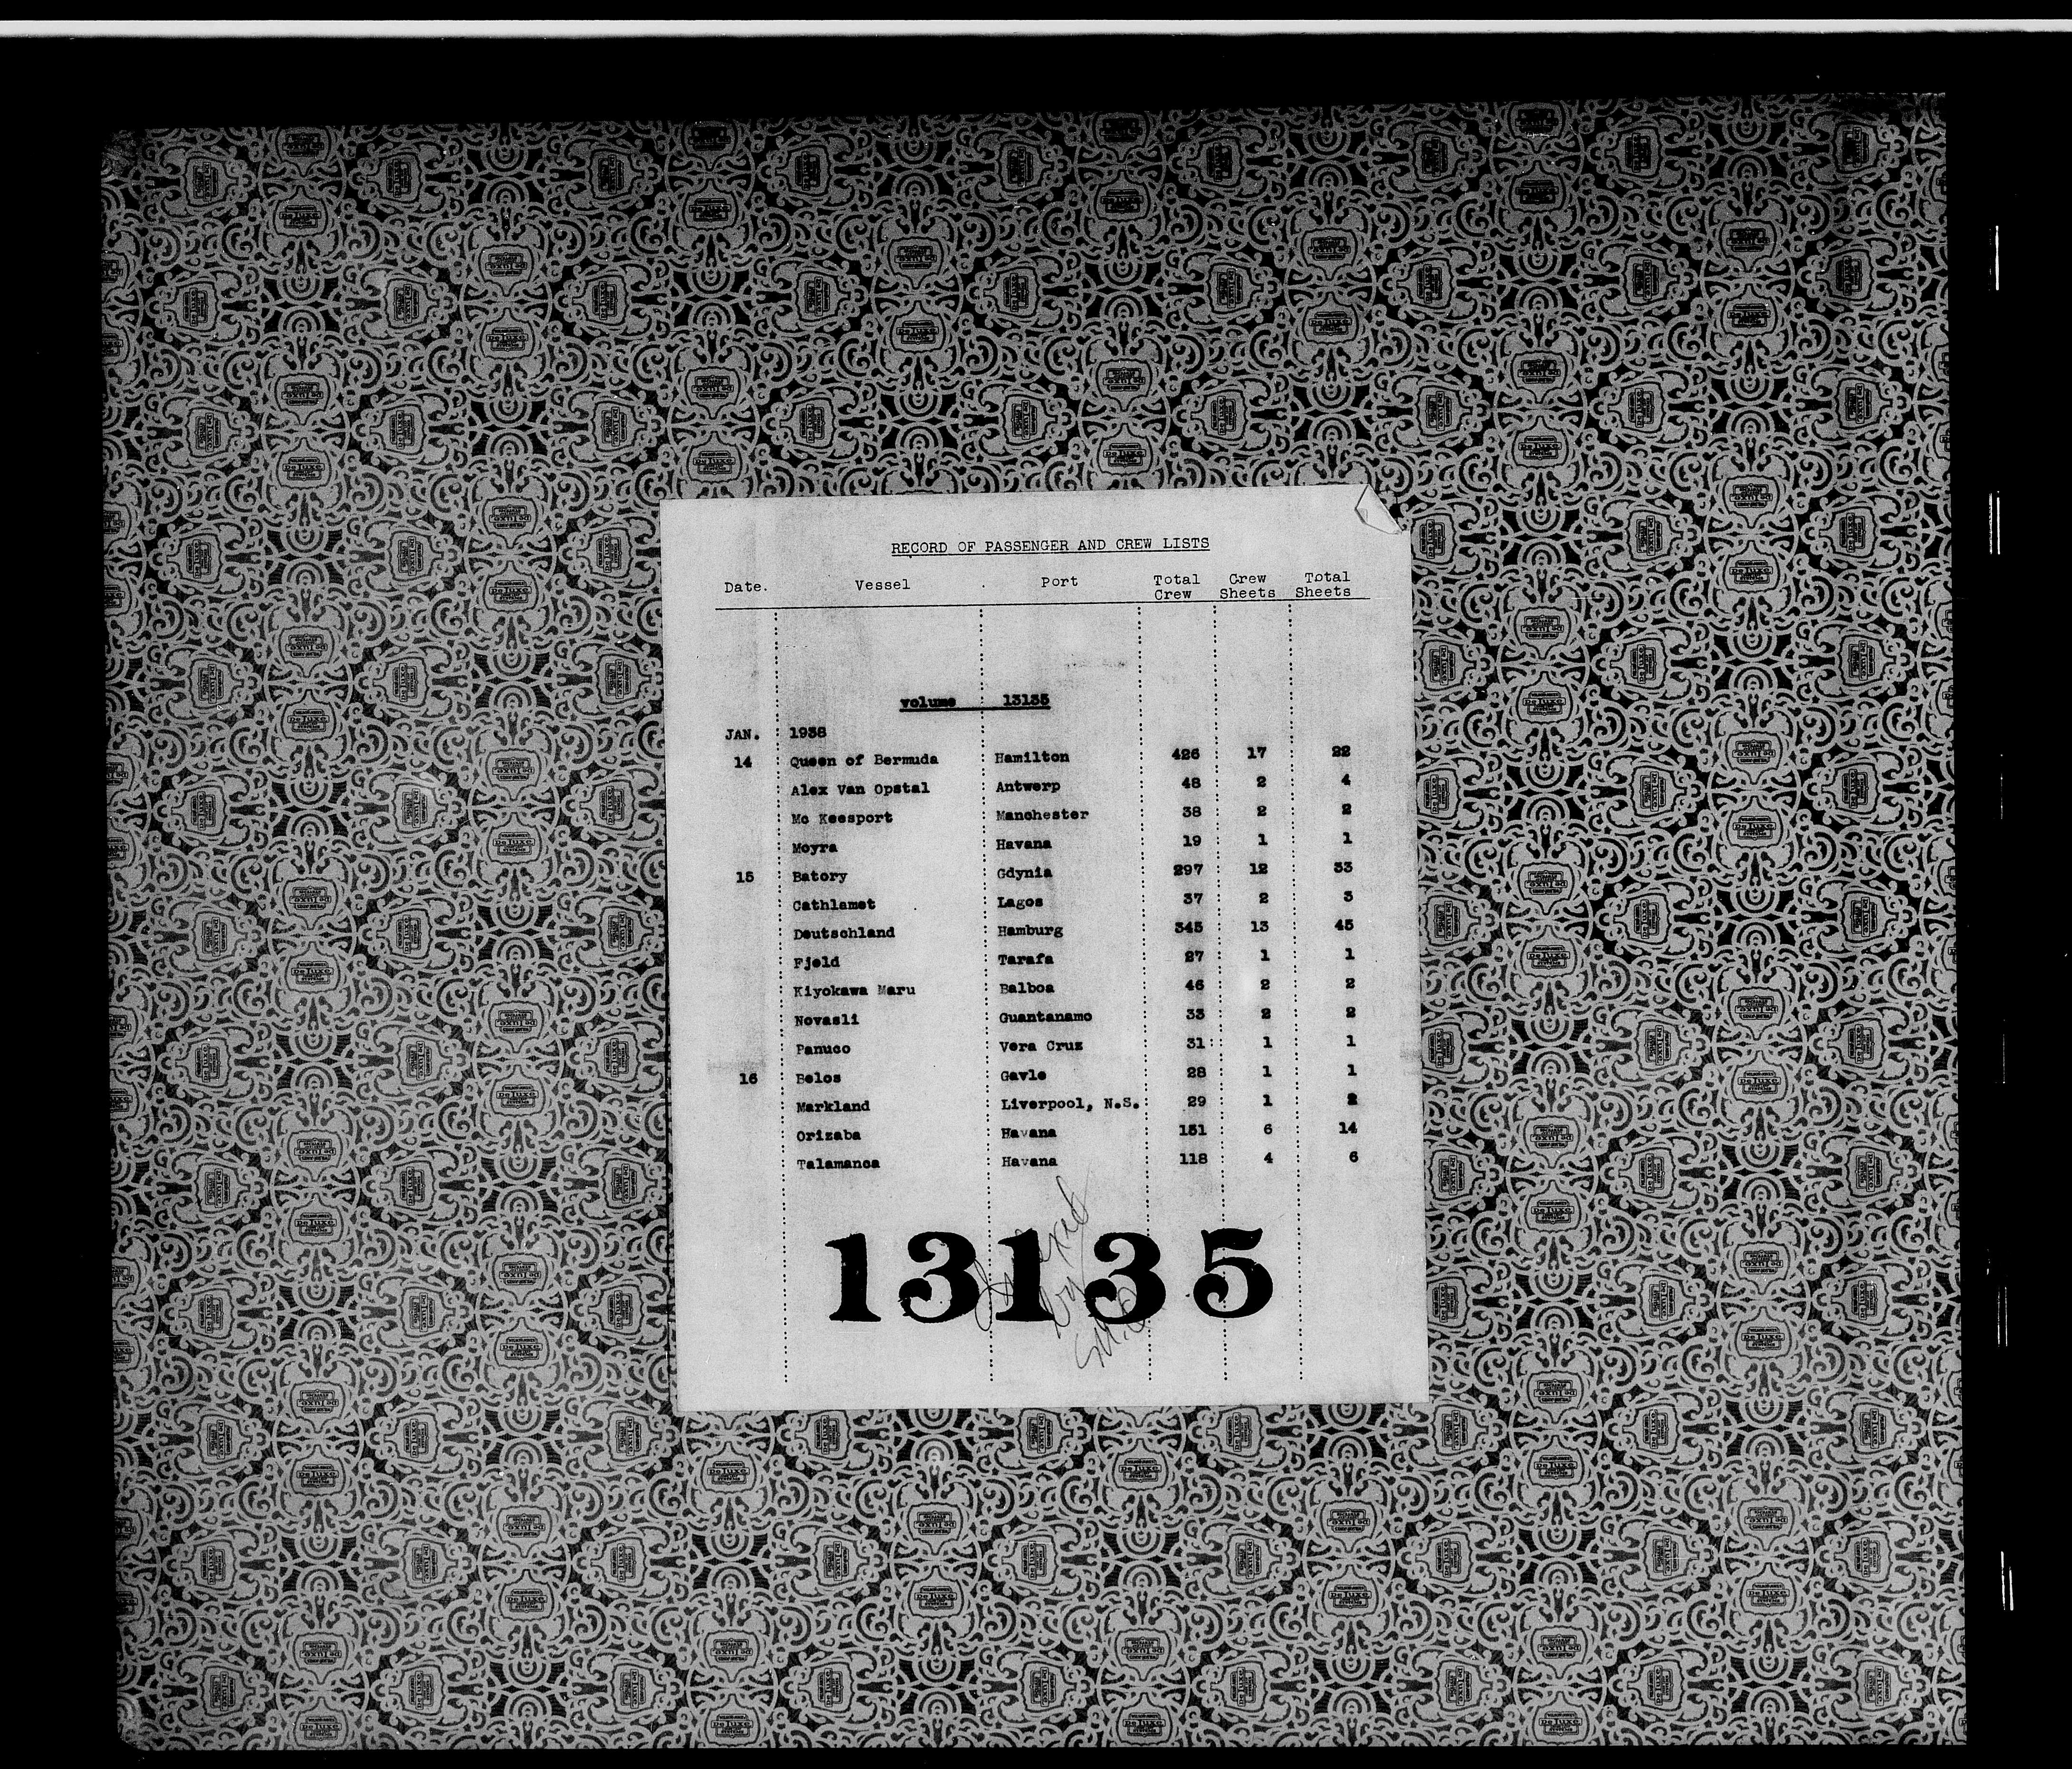 RECORD OF PASSENGER AND CREW LISTS
Date. Vessel Port Total Crew Crew Sheets Total Sheets
volume 13135
JAN. 1938
14 Queen of Bermuda Hamilton 426 17 22
Alex Van Opstal Antwerp 48 2 4
Mc Keesport Manchester 38 2 2
Moyra Havana 19 1 1
15 Batory Gdynia 297 12 33
Cathlamet Lagos 37 2 3
Deutschland Hamburg 345 13 45
Fjeld Tarafa 27 1 1
Kiyokawa Maru Balboa 46 2 2
Novasli Guantanamo 33 2 2
Panuco Vera Cruz 31 1 1
16 Belos Gavle 28 1 1
Markland Liverpool, N.S. 29 1 2
Orizaba Havana 151 6 14
Talamanca Havana 118 4 6
13135
by
De Luxe